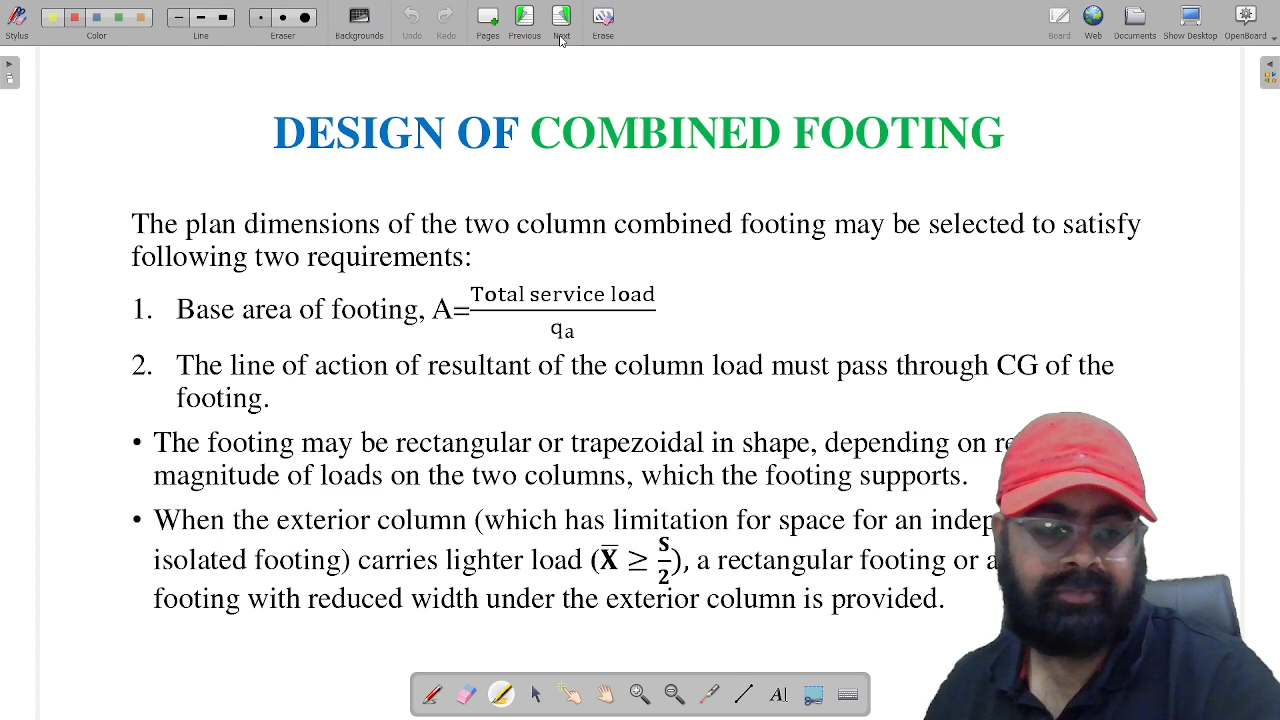 Stylus
Color
Line
Eraser
Backgrounds
Undo
Redo
Pages
Previous
Next
Erase
Board
Web
Documents
Show Desktop
OpenBoard
DESIGN OF COMBINED FOOTING
The plan dimensions of the two column combined footing may be selected to satisfy
following two requirements:
1. Base area of footing, A=Total service load/qa
2. The line of action of resultant of the column load must pass through CG of the
footing.
• The footing may be rectangular or trapezoidal in shape, depending on
magnitude of loads on the two columns, which the footing supports.
• When the exterior column (which has limitation for space for an
isolated footing) carries lighter load (X̅ ≥ S/2), a rectangular footing or a
footing with reduced width under the exterior column is provided.